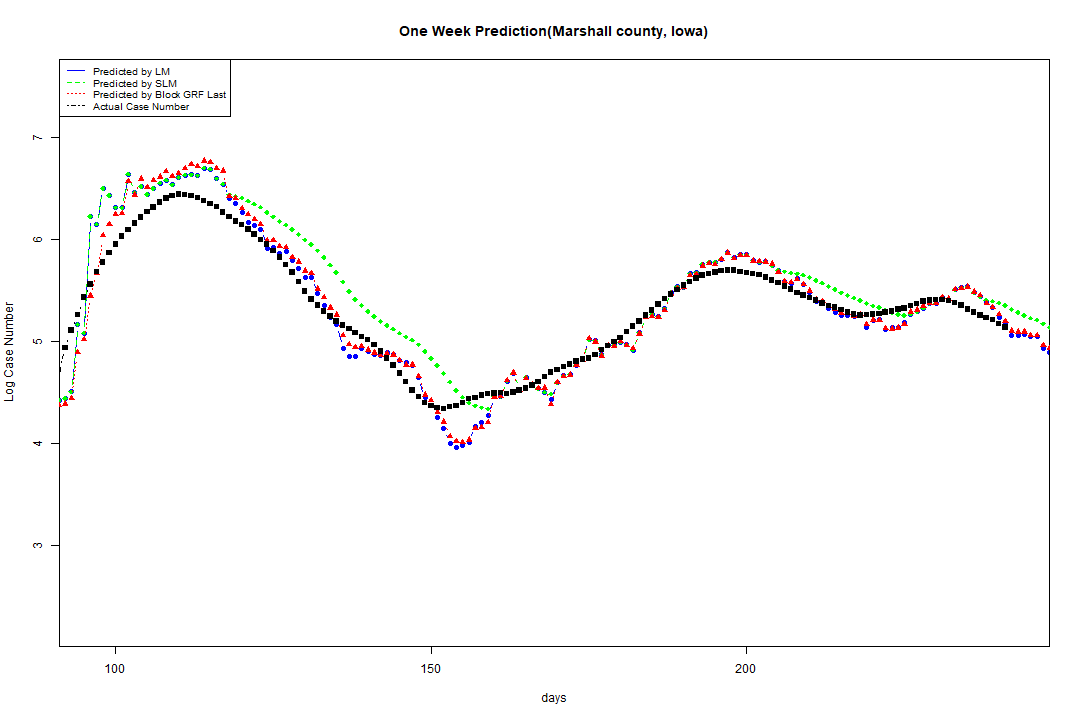 One Week Prediction(Marshall county, Iowa)
Predicted by LM
Predicted by SLM
Predicted by Block GRF Last
Actual Case Number
7
6
5
4
3
Log Case Number
100
150
200
days